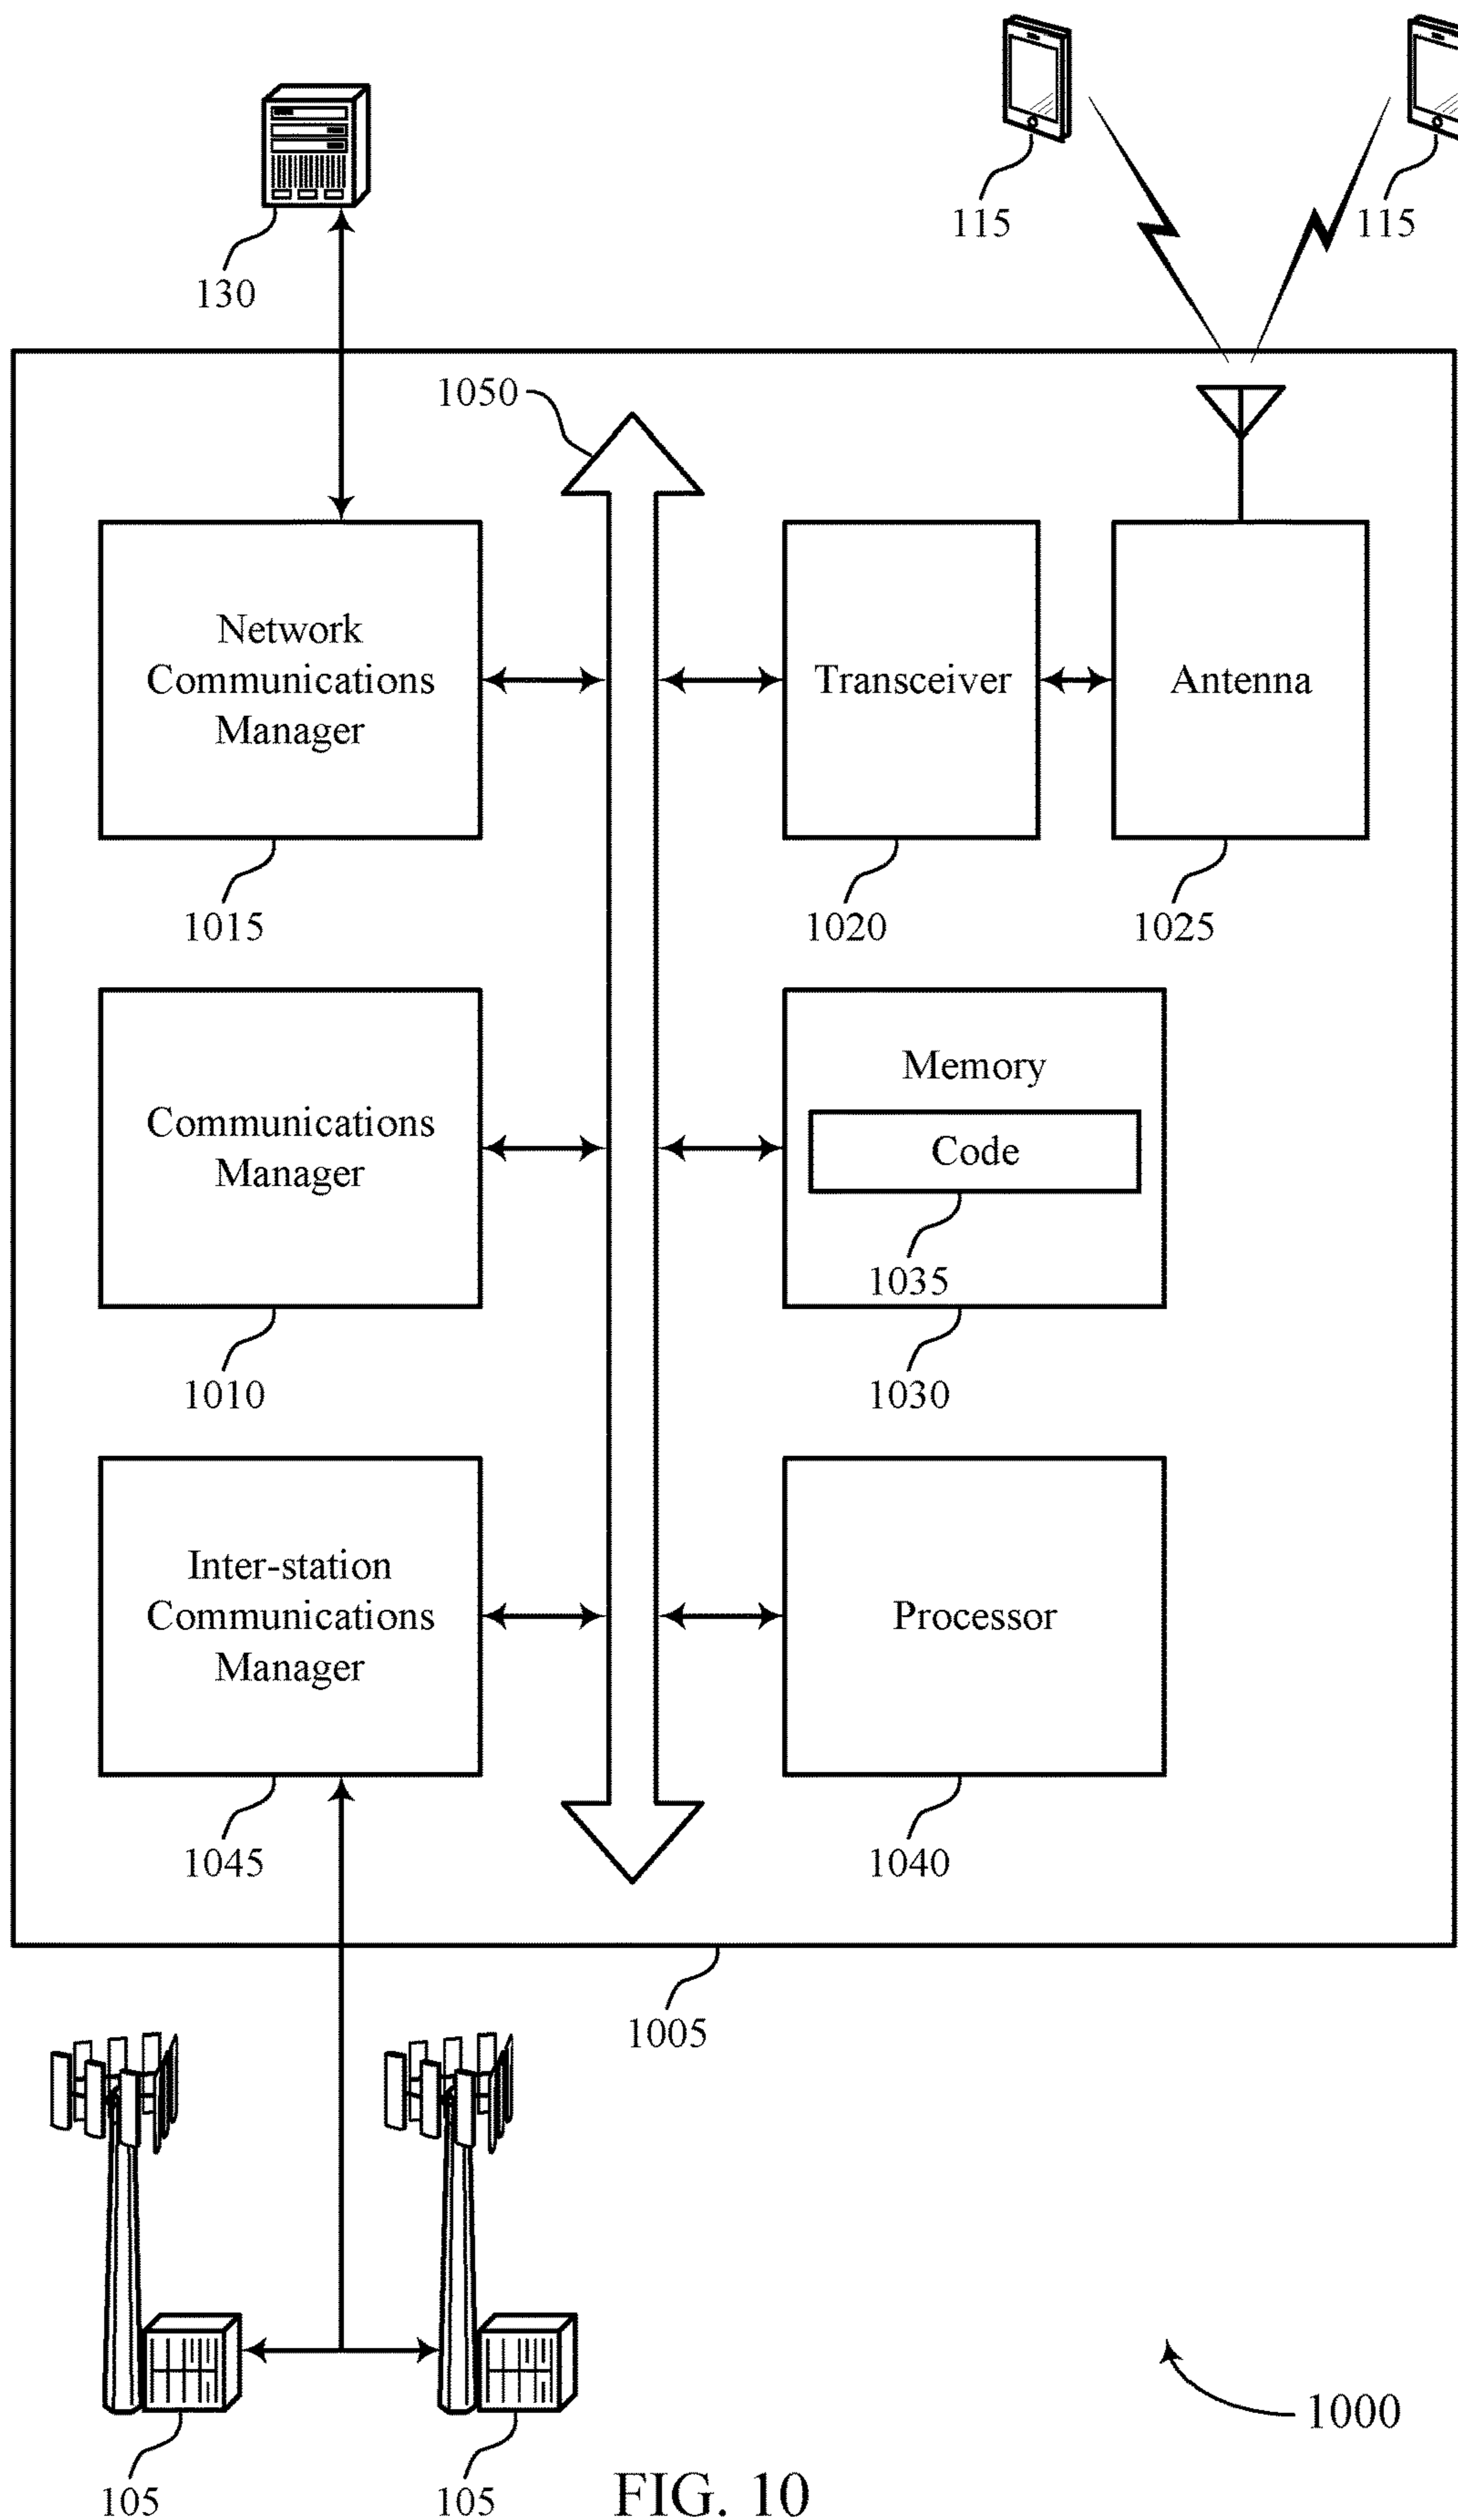 115
115
130
1050
Network
Communications
Manager
Transceiver
Antenna
1015
1020
1025
Communications
Manager
Memory
Code
1035
1010
1030
Inter-station
Communications
Manager
Processor
1045
1040
1005
1000
105
105
FIG. 10